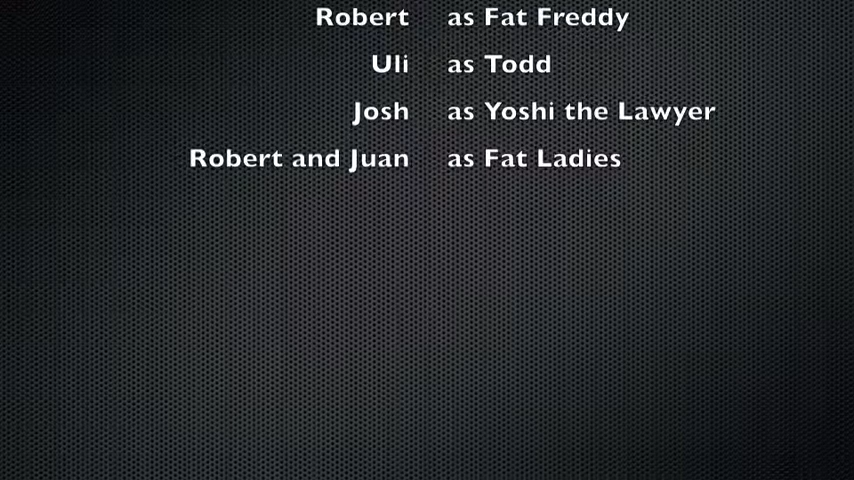 Robert as Fat Freddy
Uli as Todd
Josh as Yoshi the Lawyer
Robert and Juan as Fat Ladies